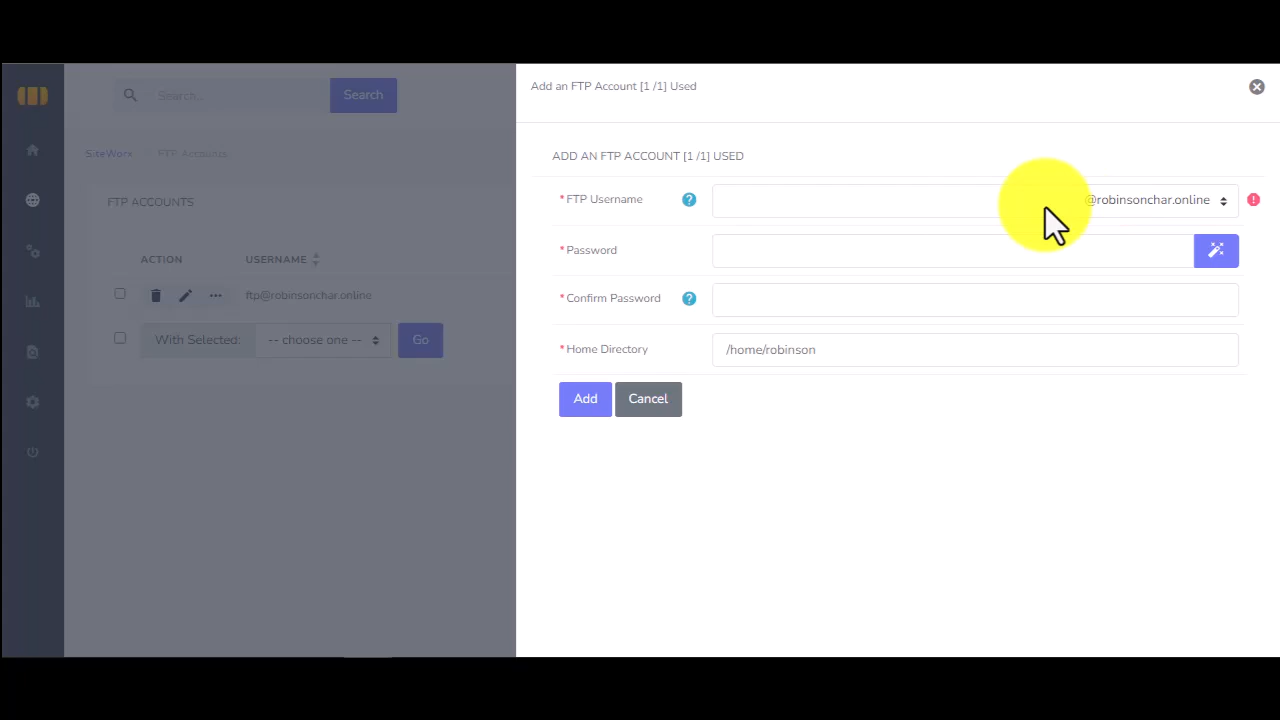 Add an FTP Account [1 /1] Used
Search...
Search
SiteWorx
FTP Accounts
FTP ACCOUNTS
ACTION
USERNAME
ftp@robinsonchar.online
With Selected:
-- choose one --
Go
ADD AN FTP ACCOUNT [1 /1] USED
*FTP Username
@robinsonchar.online
*Password
*Confirm Password
*Home Directory
/home/robinson
Add
Cancel